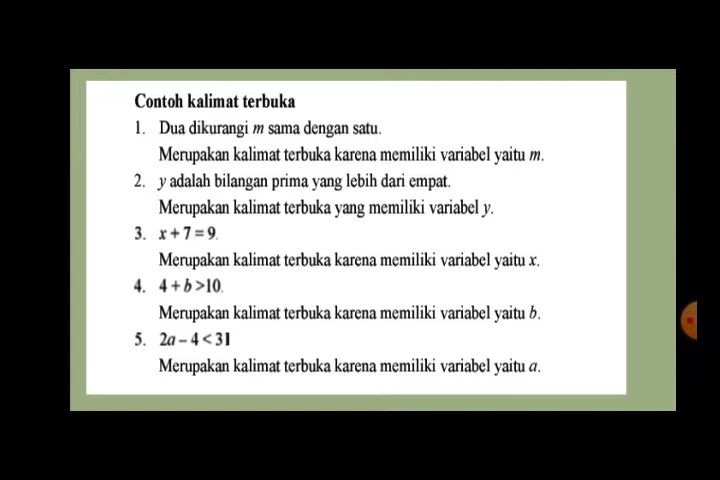 Contoh kalimat terbuka
1. Dua dikurangi m sama dengan satu.
Merupakan kalimat terbuka karena memiliki variabel yaitu m.
2. y adalah bilangan prima yang lebih dari empat.
Merupakan kalimat terbuka yang memiliki variabel y.
3. x + 7 = 9.
Merupakan kalimat terbuka karena memiliki variabel yaitu x.
4. 4 + b >10.
Merupakan kalimat terbuka karena memiliki variabel yaitu b.
5. 2a – 4 < 31
Merupakan kalimat terbuka karena memiliki variabel yaitu a.